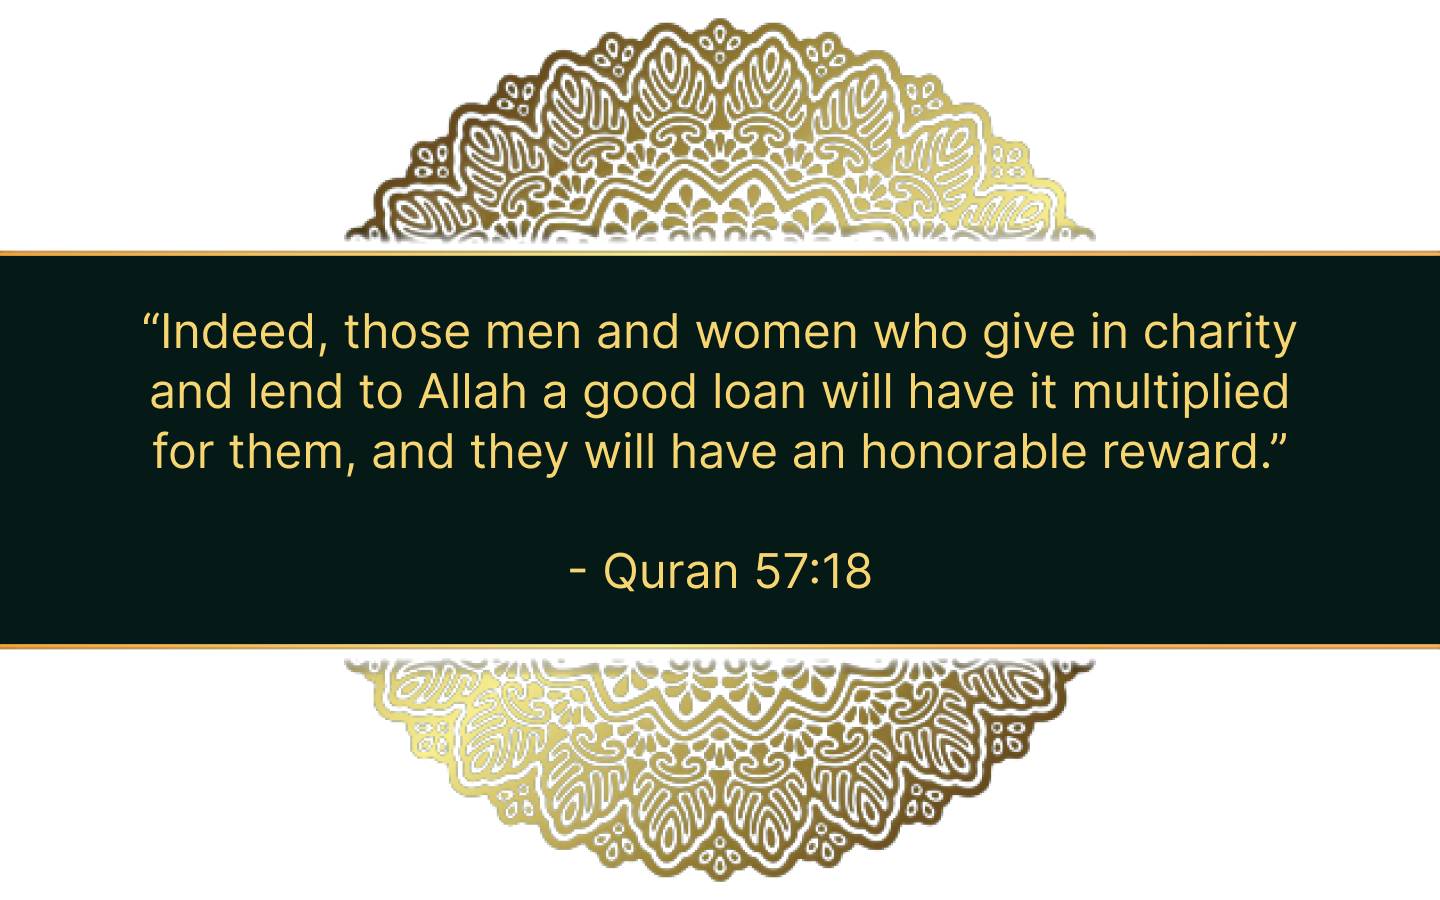 “Indeed, those men and women who give in charity
and lend to Allah a good loan will have it multiplied
for them, and they will have an honorable reward.”
- Quran 57:18